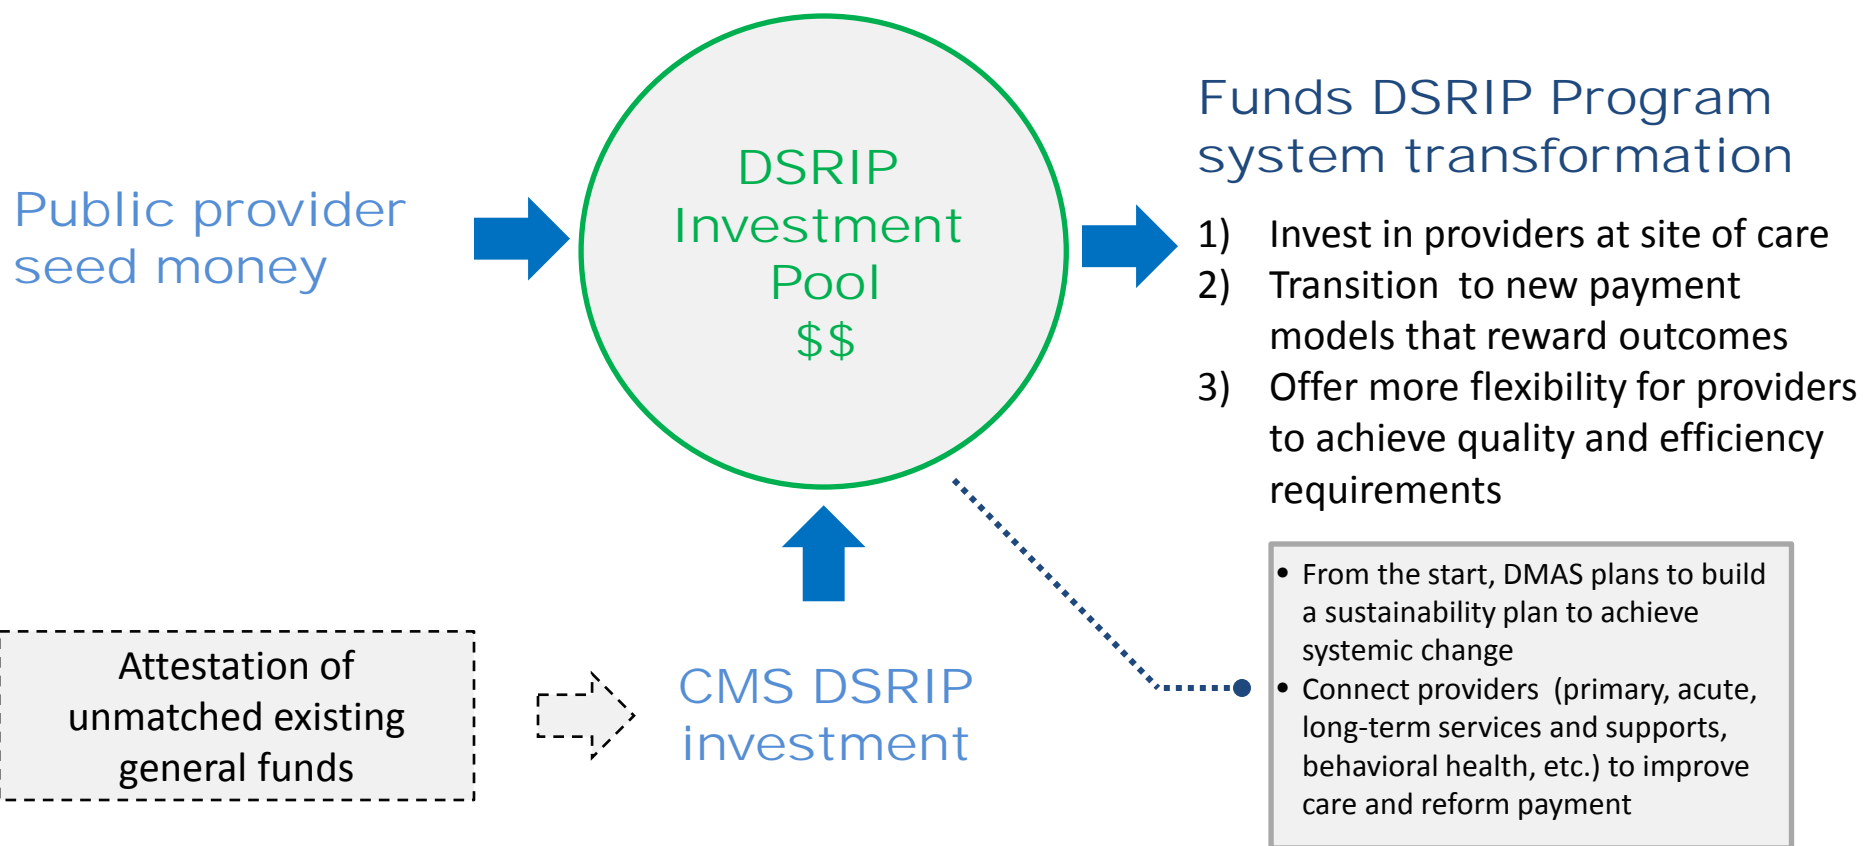 Public provider
seed money
DSRIP
Investment
Pool
$$
Funds DSRIP Program
system transformation
1) Invest in providers at site of care
2) Transition to new payment
models that reward outcomes
3) Offer more flexibility for providers
to achieve quality and efficiency
requirements
Attestation of
unmatched existing
general funds
CMS DSRIP
investment
• From the start, DMAS plans to build
a sustainability plan to achieve
systemic change
• Connect providers (primary, acute,
long-term services and supports,
behavioral health, etc.) to improve
care and reform payment